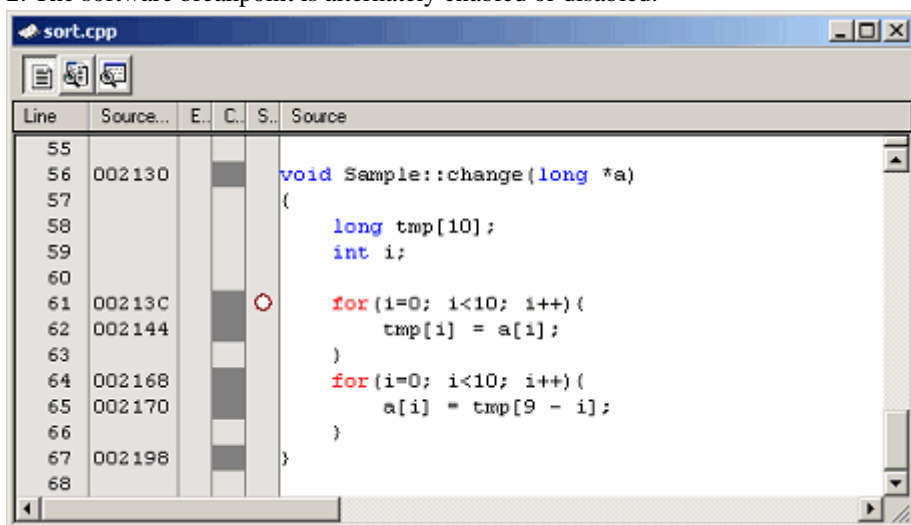 2. The software breakpoint is alternately enabled or disabled.
sort.cpp
Line Source... E.. C.. S.. Source
55
56 002130 void Sample::change(long *a)
57 {
58 long tmp[10];
59 int i;
60
61 00213C for(i=0; i<10; i++){
62 002144 tmp[i] = a[i];
63 }
64 002168 for(i=0; i<10; i++){
65 002170 a[i] = tmp[9 - i];
66 }
67 002198 }
68